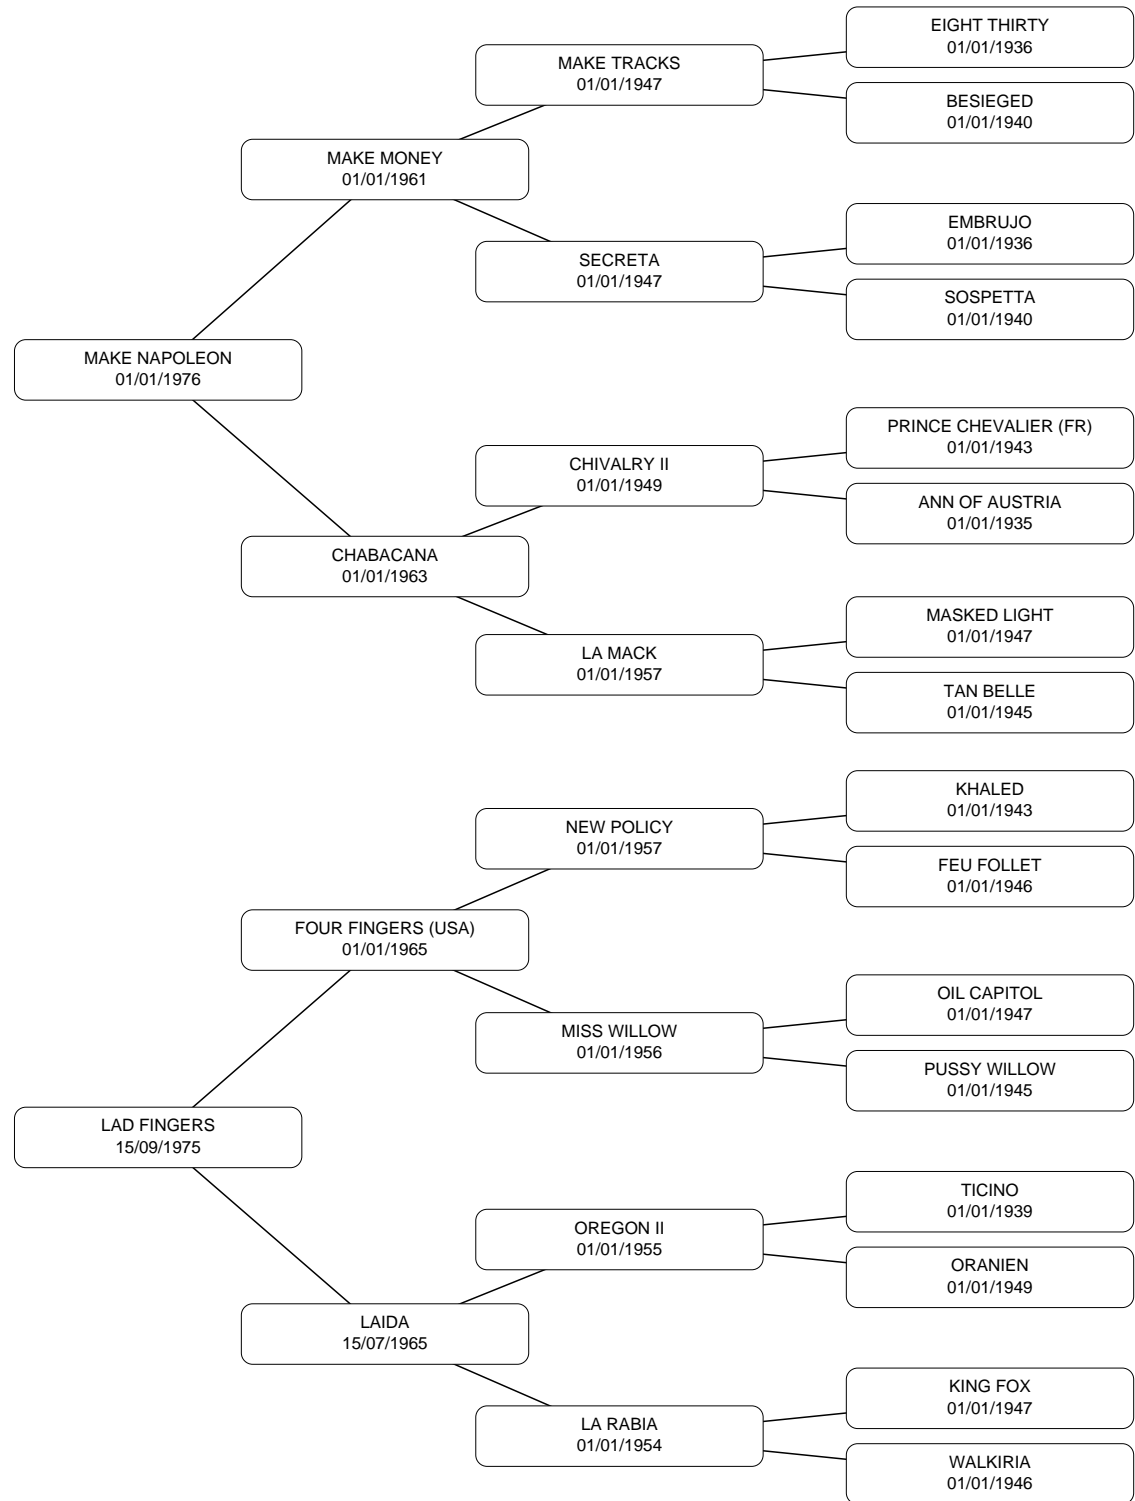 EIGHT THIRTY
01/01/1936
MAKE TRACKS
01/01/1947
BESIEGED
01/01/1940
MAKE MONEY
01/01/1961
EMBRUJO
01/01/1936
SECRETA
01/01/1947
SOSPETTA
01/01/1940
MAKE NAPOLEON
01/01/1976
PRINCE CHEVALIER (FR)
01/01/1943
CHIVALRY II
01/01/1949
ANN OF AUSTRIA
01/01/1935
CHABACANA
01/01/1963
MASKED LIGHT
01/01/1947
LA MACK
01/01/1957
TAN BELLE
01/01/1945
KHALED
01/01/1943
NEW POLICY
01/01/1957
FEU FOLLET
01/01/1946
FOUR FINGERS (USA)
01/01/1965
OIL CAPITOL
01/01/1947
MISS WILLOW
01/01/1956
PUSSY WILLOW
01/01/1945
LAD FINGERS
15/09/1975
TICINO
01/01/1939
OREGON II
01/01/1955
ORANIEN
01/01/1949
LAIDA
15/07/1965
KING FOX
01/01/1947
LA RABIA
01/01/1954
WALKIRIA
01/01/1946